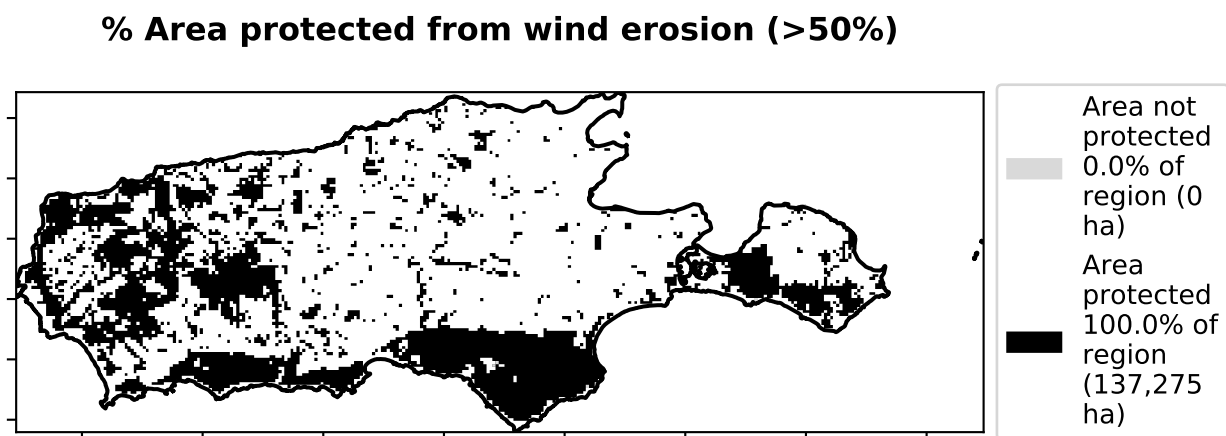 % Area protected from wind erosion (>50%)
Area not
protected
0.0% of
region (0
ha)
Area
protected
100.0% of
region
(137,275
ha)